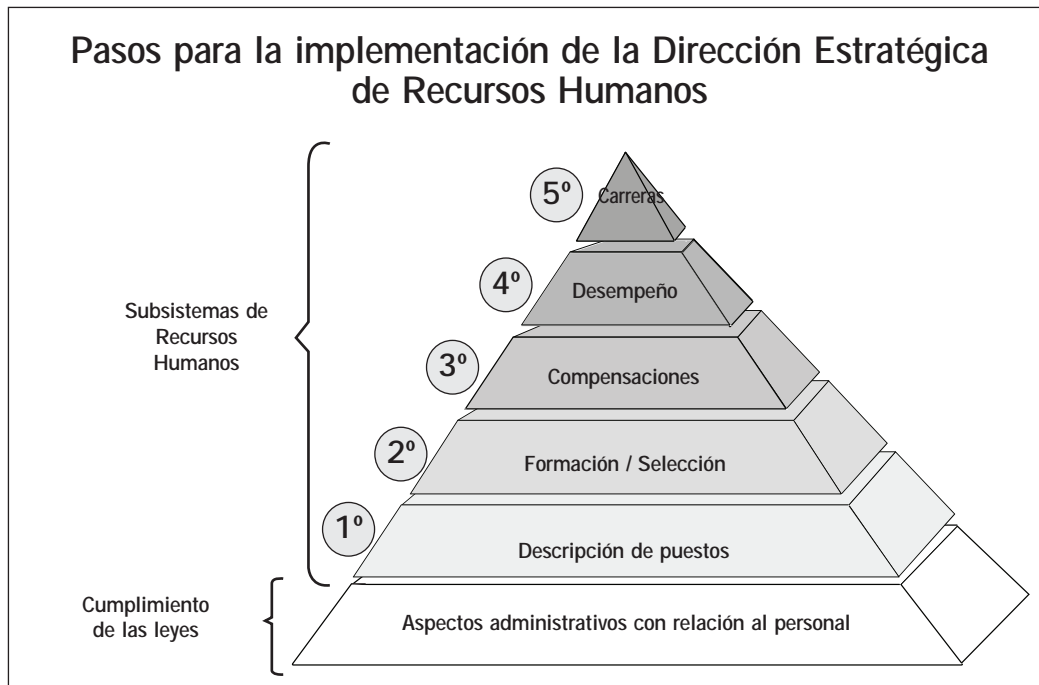 Pasos para la implementación de la Dirección Estratégica
de Recursos Humanos
5º
Carreras
4º
Desempeño
Subsistemas de
Recursos
Humanos
3º
Compensaciones
2º
Formación / Selección
1º
Descripción de puestos
Cumplimiento
de las leyes
Aspectos administrativos con relación al personal